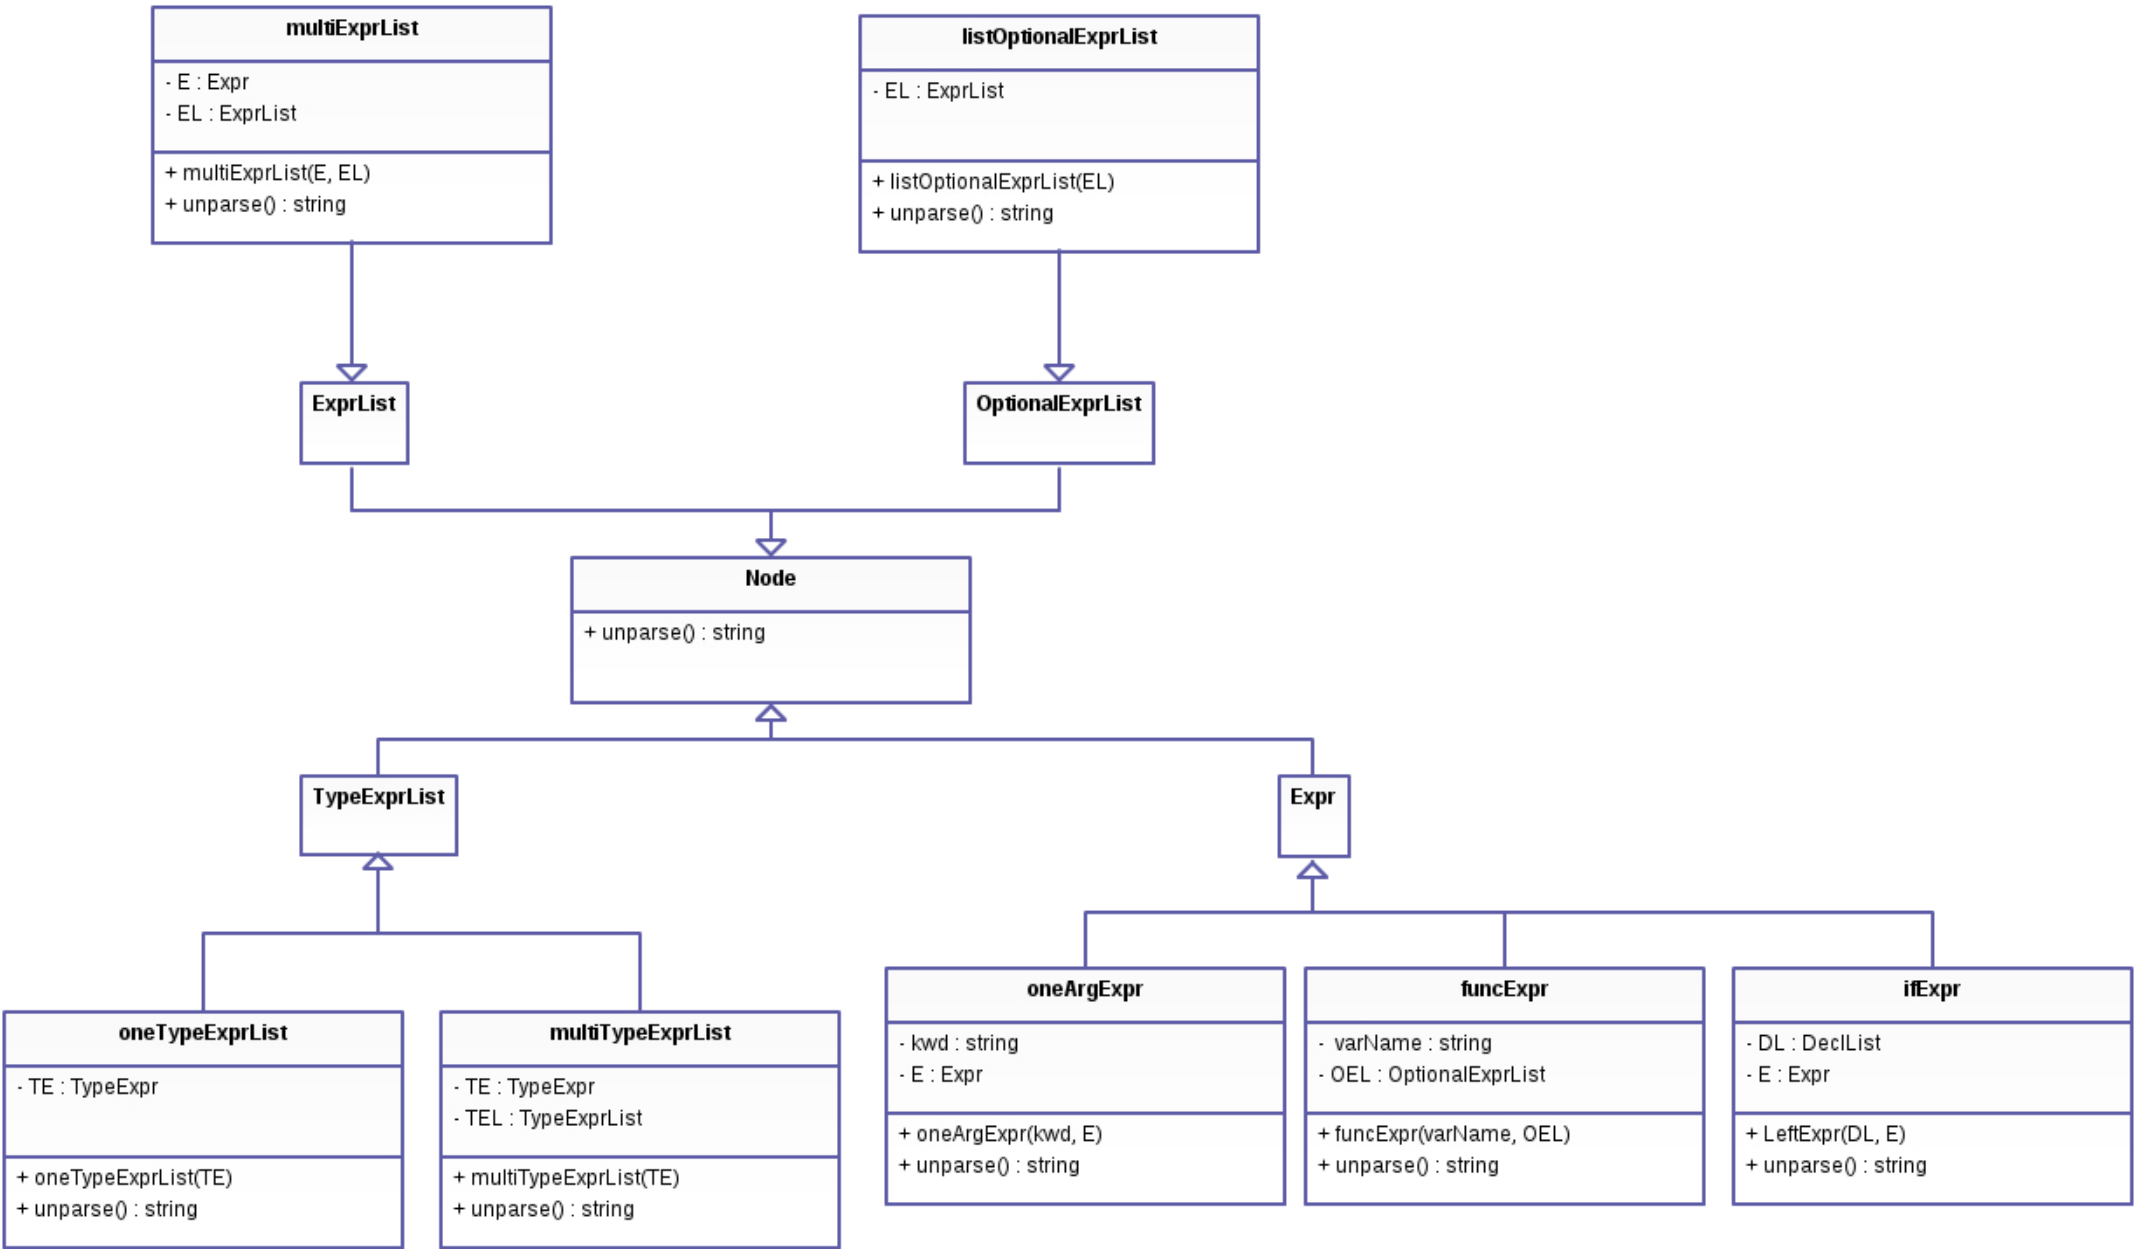 multiExprList
- E : Expr
- EL : ExprList
+ multiExprList(E, EL)
+ unparse() : string
listOptionalExprList
- EL : ExprList
+ listOptionalExprList(EL)
+ unparse() : string
ExprList
OptionalExprList
Node
+ unparse() : string
TypeExprList
Expr
oneTypeExprList
- TE : TypeExpr
+ oneTypeExprList(TE)
+ unparse() : string
multiTypeExprList
- TE : TypeExpr
- TEL : TypeExprList
+ multiTypeExprList(TE)
+ unparse() : string
oneArgExpr
- kwd : string
- E : Expr
+ oneArgExpr(kwd, E)
+ unparse() : string
funcExpr
- varName : string
- OEL : OptionalExprList
+ funcExpr(varName, OEL)
+ unparse() : string
ifExpr
- DL : DeclList
- E : Expr
+ LeftExpr(DL, E)
+ unparse() : string